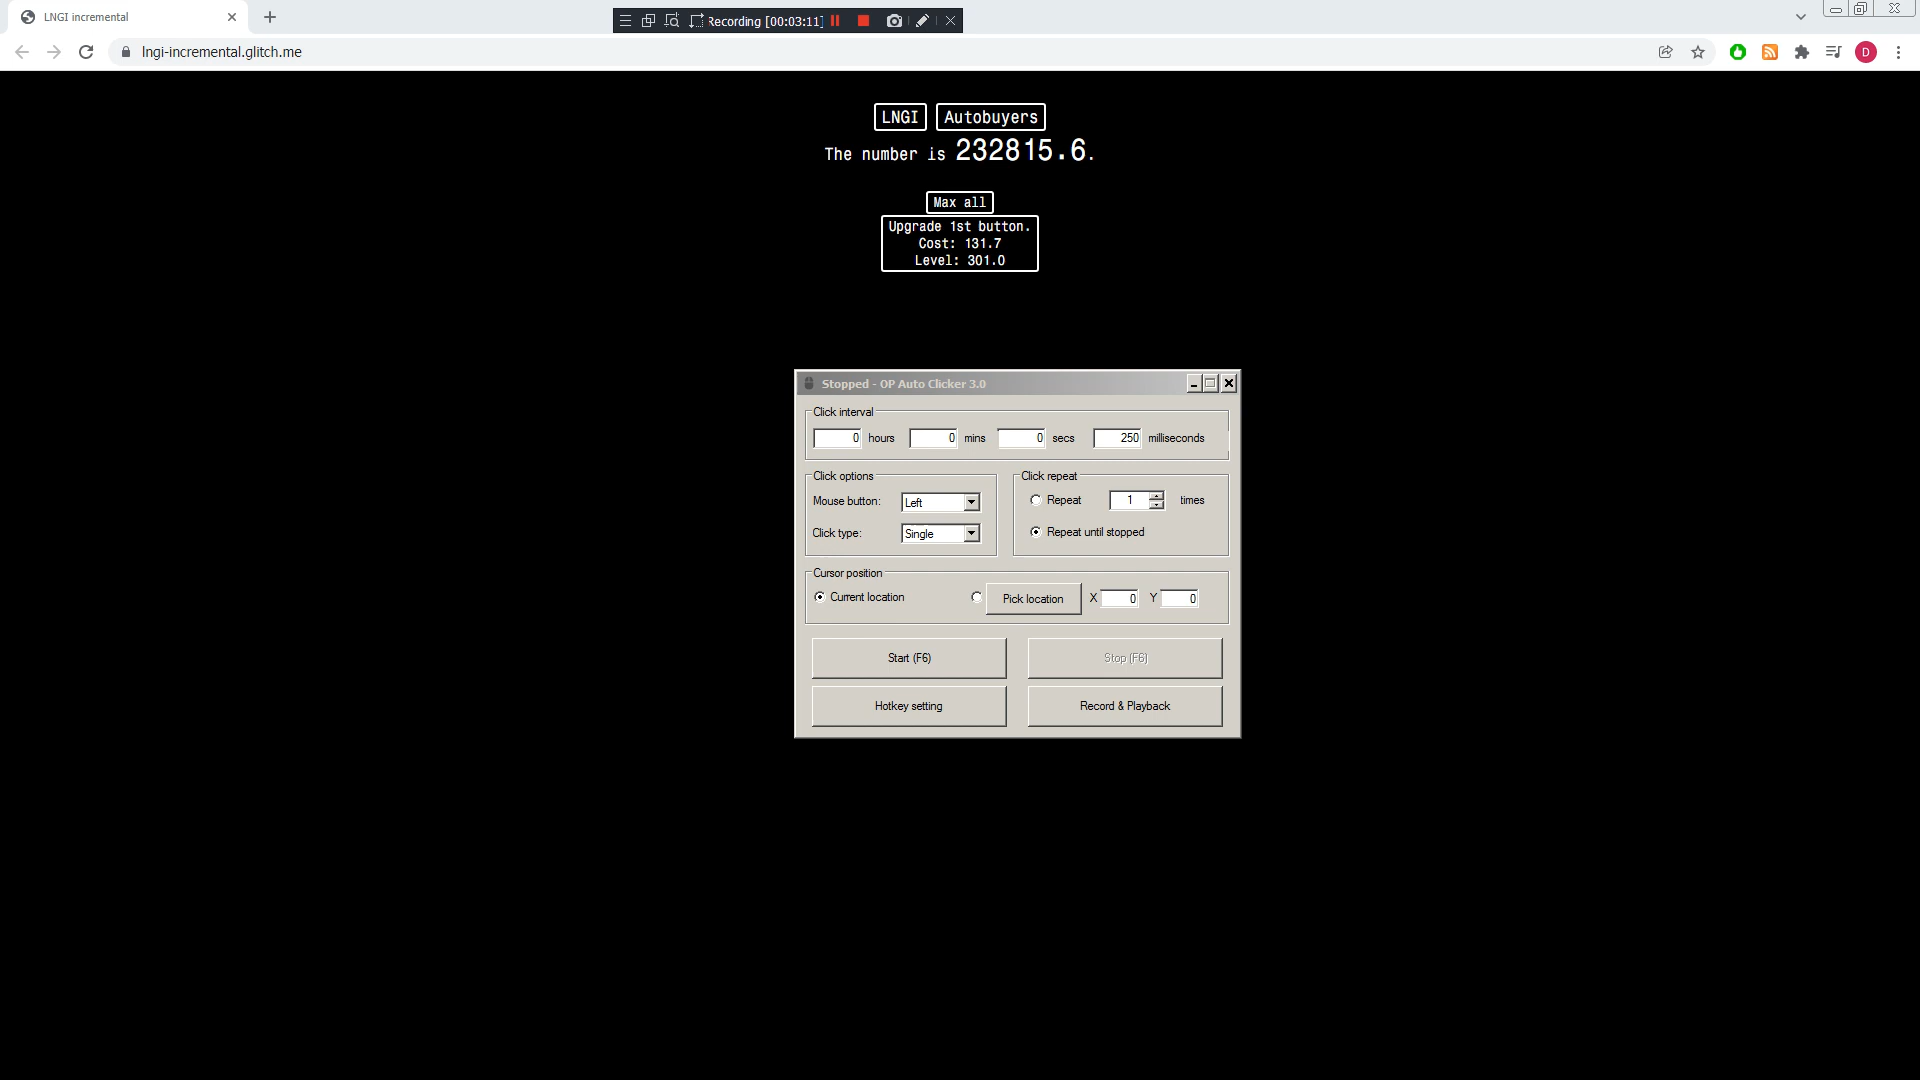 LNGI incremental
Recording [00:03:11]
lngi-incremental.glitch.me
D
LNGI Autobuyers
The number is 232815.6.
Max all
Upgrade 1st button.
Cost: 131.7
Level: 301.0
Stopped - OP Auto Clicker 3.0
Click interval
0 hours 0 mins 0 secs 250 milliseconds
Click options
Mouse button: Left
Click type: Single
Click repeat
Repeat 1 times
Repeat until stopped
Cursor position
Current location Pick location X 0 Y 0
Start (F6) Stop (F6)
Hotkey setting Record & Playback